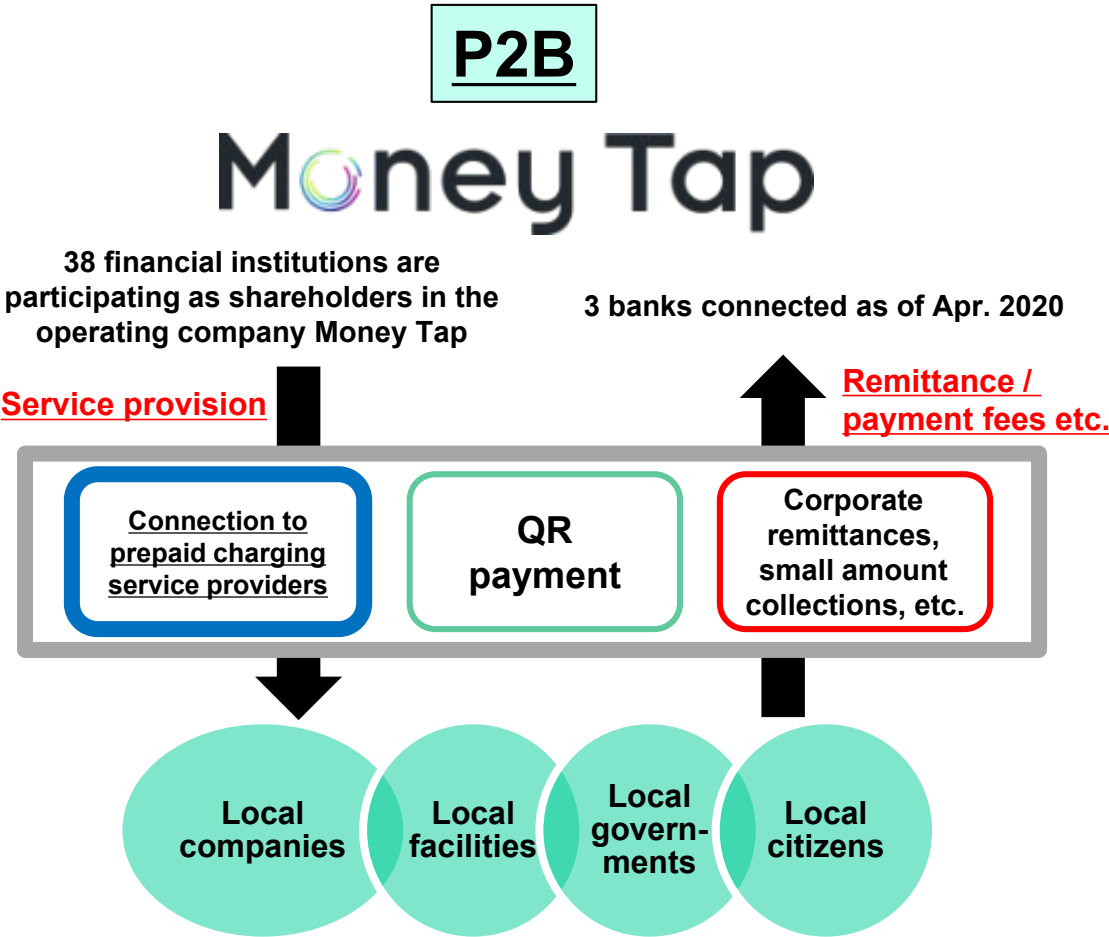 P2B
Money Tap
38 financial institutions are
participating as shareholders in the
operating company Money Tap
3 banks connected as of Apr. 2020
Service provision
Remittance /
payment fees etc.
Connection to
prepaid charging
service providers
QR
payment
Corporate
remittances,
small amount
collections, etc.
Local
companies
Local
facilities
Local
govern-
ments
Local
citizens